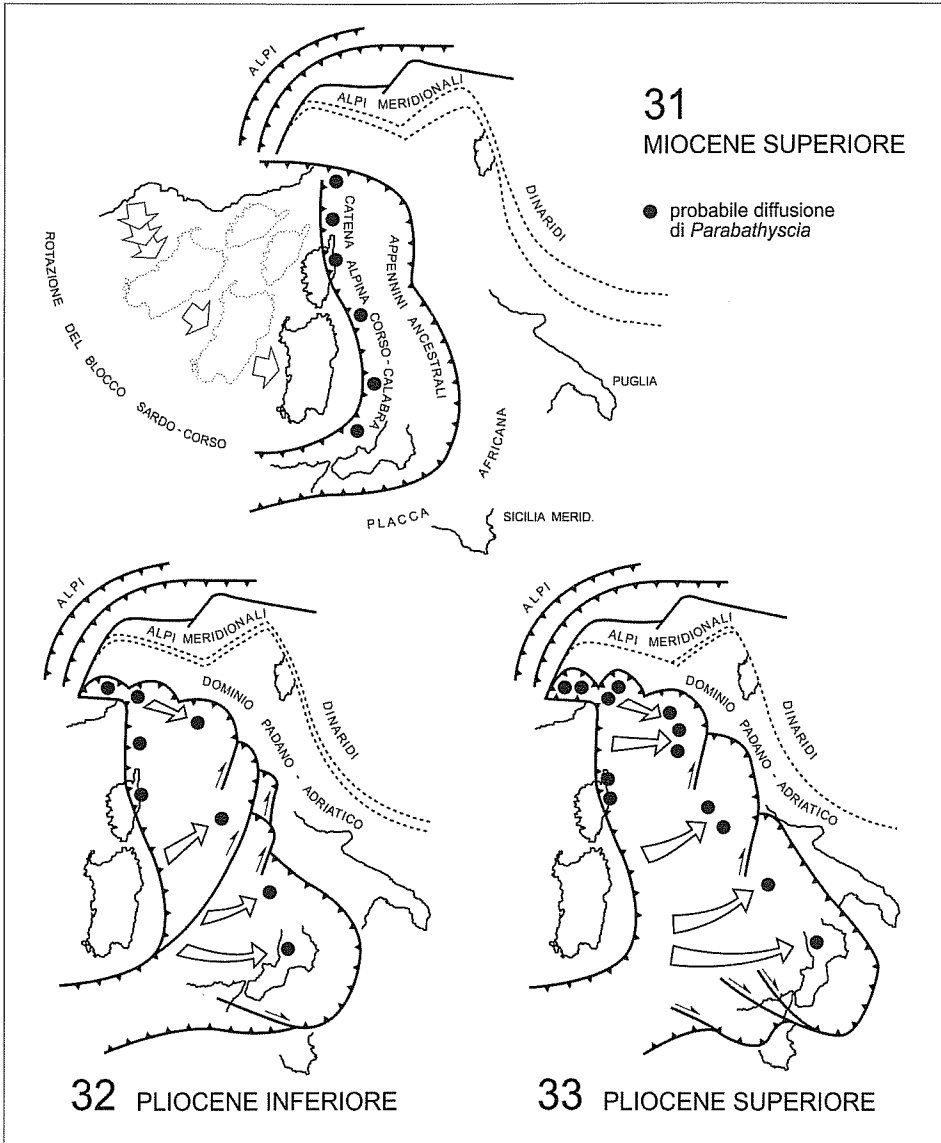 ALPI
ALPI MERIDIONALI
31
MIOCENE SUPERIORE
probabile diffusione
di Parabathyscia
DINARIDI
ROTAZIONE DEL BLOCCO SARDO-CORSO
CATENA ALPINA CORSO-CALABRA
APPENNINI ANCESTRALI
PUGLIA
PLACCA AFRICANA
SICILIA MERID.
ALPI
ALPI MERIDIONALI
DOMINIO PADANO-ADRIATICO
DINARIDI
32 PLIOCENE INFERIORE
ALPI
ALPI MERIDIONALI
DOMINIO PADANO-ADRIATICO
DINARIDI
33 PLIOCENE SUPERIORE